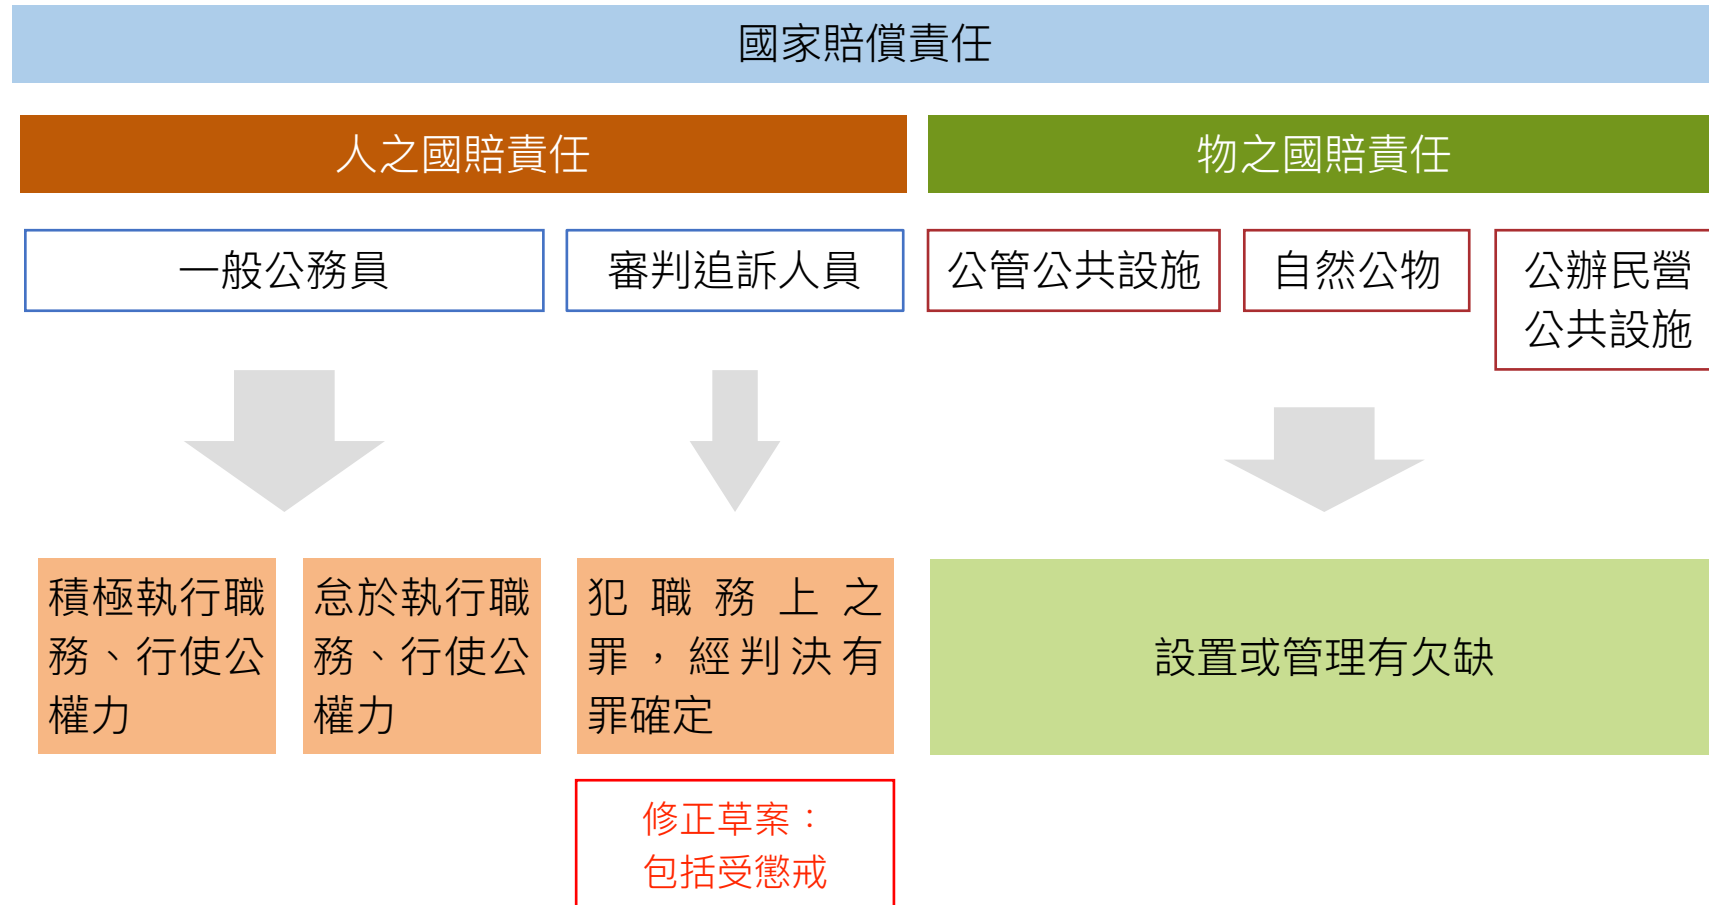 國家賠償責任
人之國賠責任
物之國賠責任
一般公務員
審判追訴人員
公管公共設施
自然公物
公辦民營
公共設施
積極執行職
務、行使公
權力
怠於執行職
務、行使公
權力
犯職務上之
罪，經判決有
罪確定
設置或管理有欠缺
修正草案：
包括受懲戒